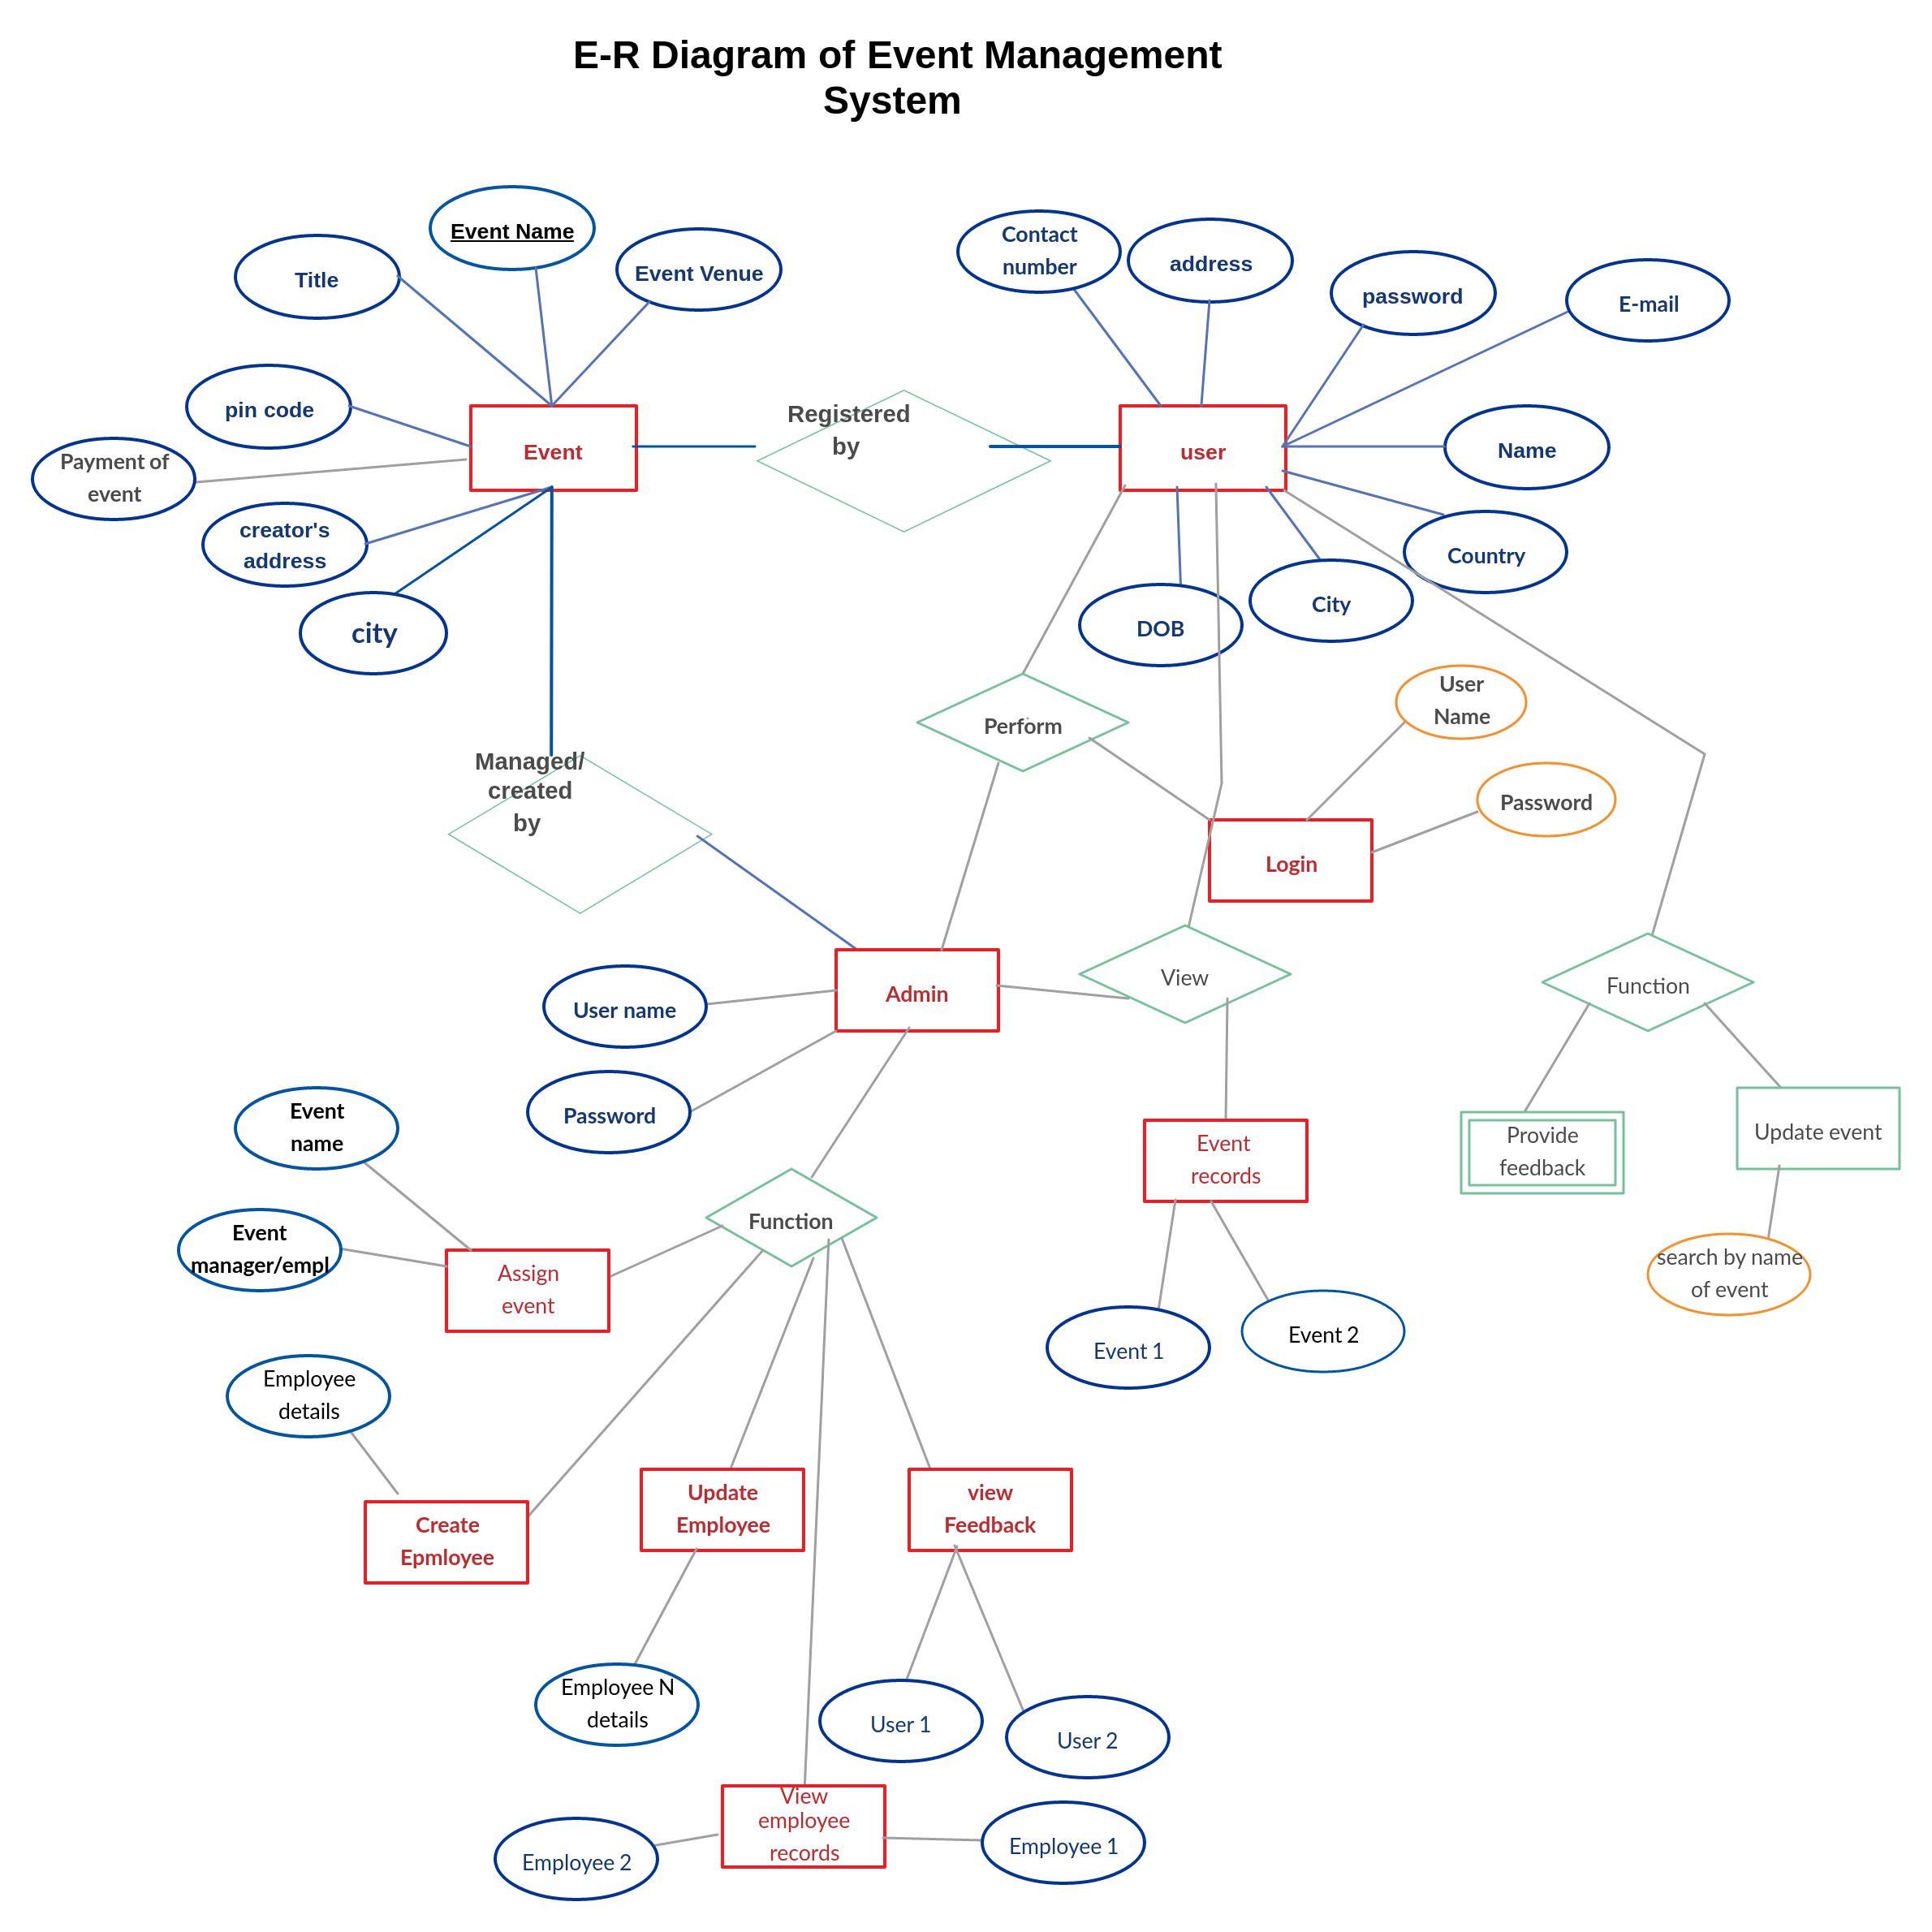 E-R Diagram of Event Management
System
Event Name
Title
Event Venue
Contact
number
address
password
E-mail
pin code
Payment of
event
Event
Registered
by
user
Name
creator's
address
city
Country
City
DOB
User
Name
Perform
Managed/
created
by
Password
Login
Admin
View
Function
User name
Password
Event
name
Provide
feedback
Update event
Event
records
Event
manager/empl
Function
Assign
event
search by name
of event
Event 1
Event 2
Employee
details
Create
Epmloyee
Update
Employee
view
Feedback
Employee N
details
User 1
User 2
View
employee
records
Employee 2
Employee 1